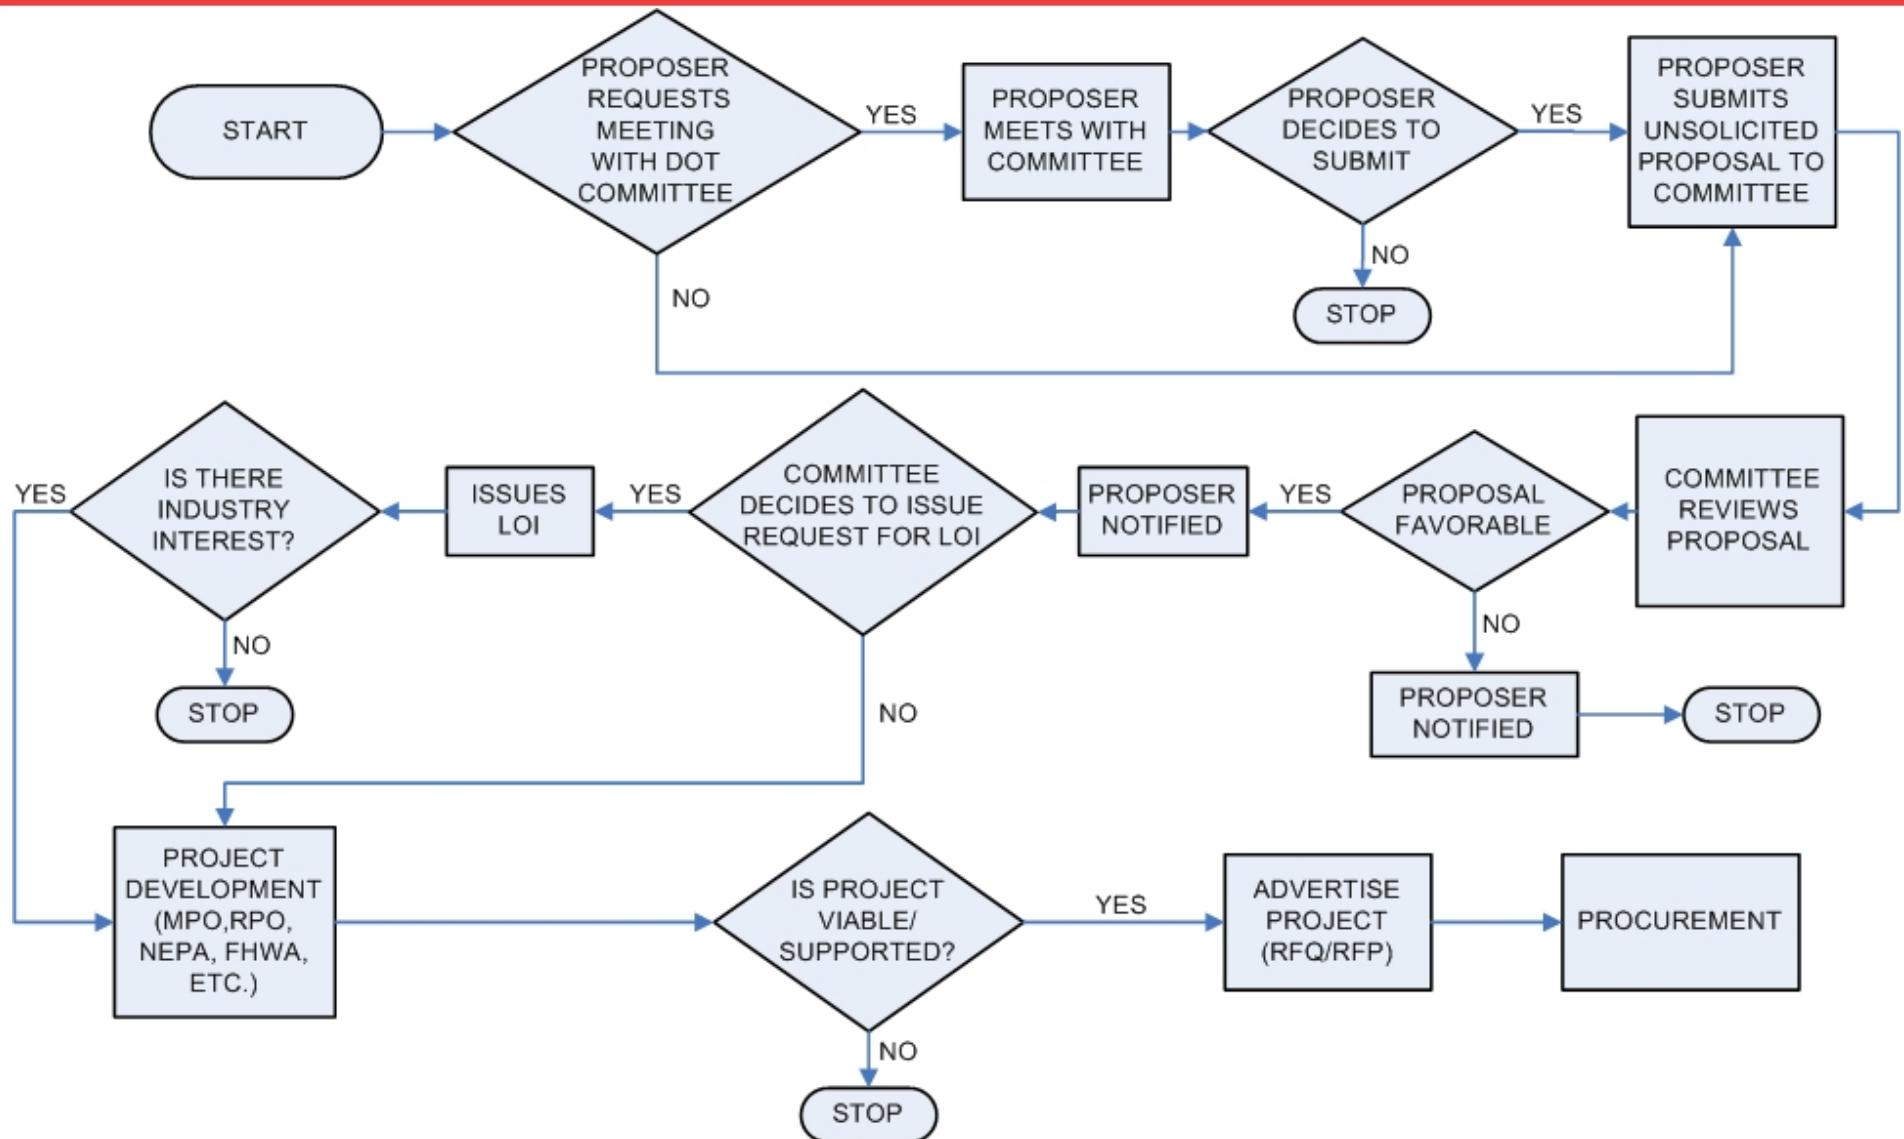 START
PROPOSER
REQUESTS
MEETING
WITH DOT
COMMITTEE
YES
NO
PROPOSER
MEETS WITH
COMMITTEE
PROPOSER
DECIDES TO
SUBMIT
YES
NO
STOP
PROPOSER
SUBMITS
UNSOLICITED
PROPOSAL TO
COMMITTEE
COMMITTEE
REVIEWS
PROPOSAL
PROPOSAL
FAVORABLE
YES
NO
PROPOSER
NOTIFIED
STOP
PROPOSER
NOTIFIED
COMMITTEE
DECIDES TO ISSUE
REQUEST FOR LOI
YES
NO
ISSUES
LOI
IS THERE
INDUSTRY
INTEREST?
YES
NO
STOP
PROJECT
DEVELOPMENT
(MPO,RPO,
NEPA, FHWA,
ETC.)
IS PROJECT
VIABLE/
SUPPORTED?
YES
NO
STOP
ADVERTISE
PROJECT
(RFQ/RFP)
PROCUREMENT